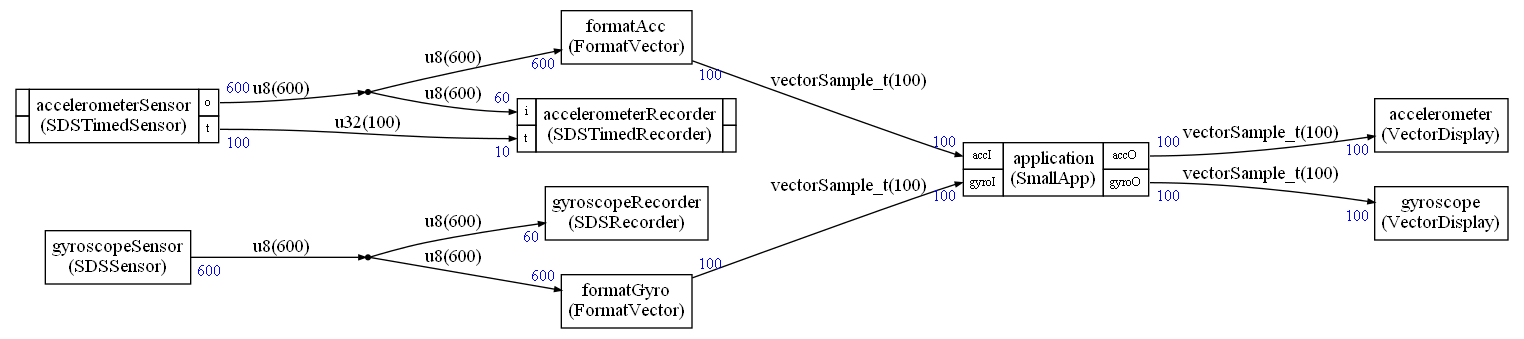 formatAcc
(FormatVector)
u8(600)
600
100
vectorSample_t(100)
accelerometerSensor
(SDSTimedSensor)
o
t
600
u8(600)
100
u8(600)
60
u32(100)
10
i
t
accelerometerRecorder
(SDSTimedRecorder)
gyroscopeSensor
(SDSSensor)
u8(600)
600
u8(600)
60
gyroscopeRecorder
(SDSRecorder)
u8(600)
600
formatGyro
(FormatVector)
100
vectorSample_t(100)
100
100
accI
gyroI
application
(SmallApp)
accO
gyroO
100
vectorSample_t(100)
100
100
vectorSample_t(100)
100
accelerometer
(VectorDisplay)
gyroscope
(VectorDisplay)